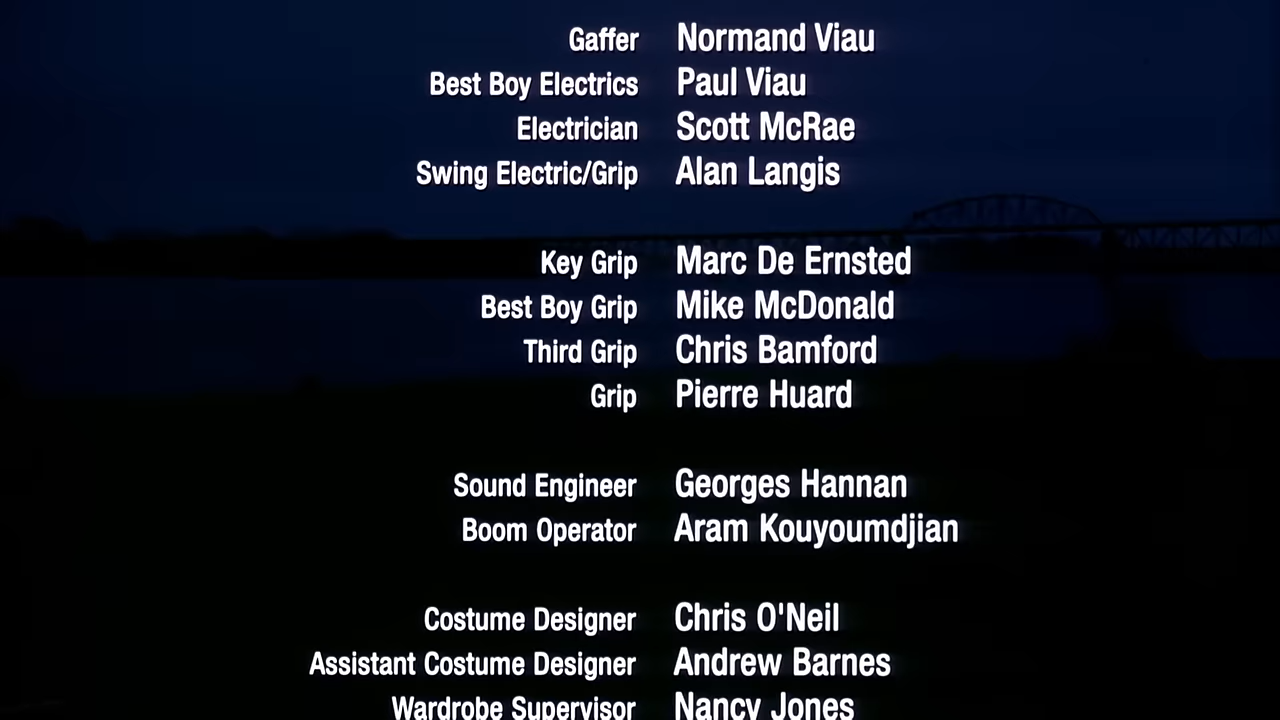 Gaffer Normand Viau
Best Boy Electrics Paul Viau
Electrician Scott McRae
Swing Electric/Grip Alan Langis
Key Grip Marc De Ernsted
Best Boy Grip Mike McDonald
Third Grip Chris Bamford
Grip Pierre Huard
Sound Engineer Georges Hannan
Boom Operator Aram Kouyoumdjian
Costume Designer Chris O'Neil
Assistant Costume Designer Andrew Barnes
Wardrobe Supervisor Nancy Jones